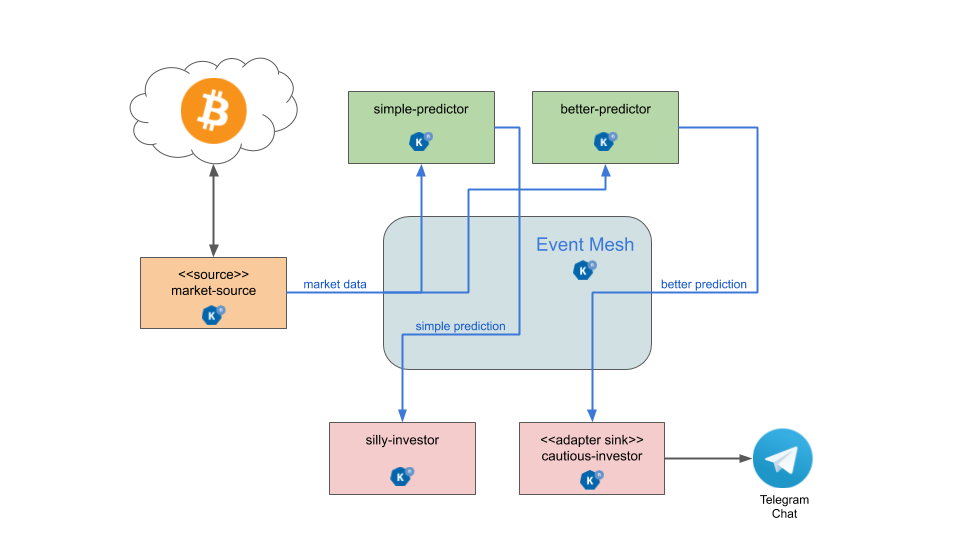 simple-predictor
better-predictor
Event Mesh
<<source>>
market-source
market data
better prediction
simple prediction
silly-investor
<<adapter sink>>
cautious-investor
Telegram
Chat